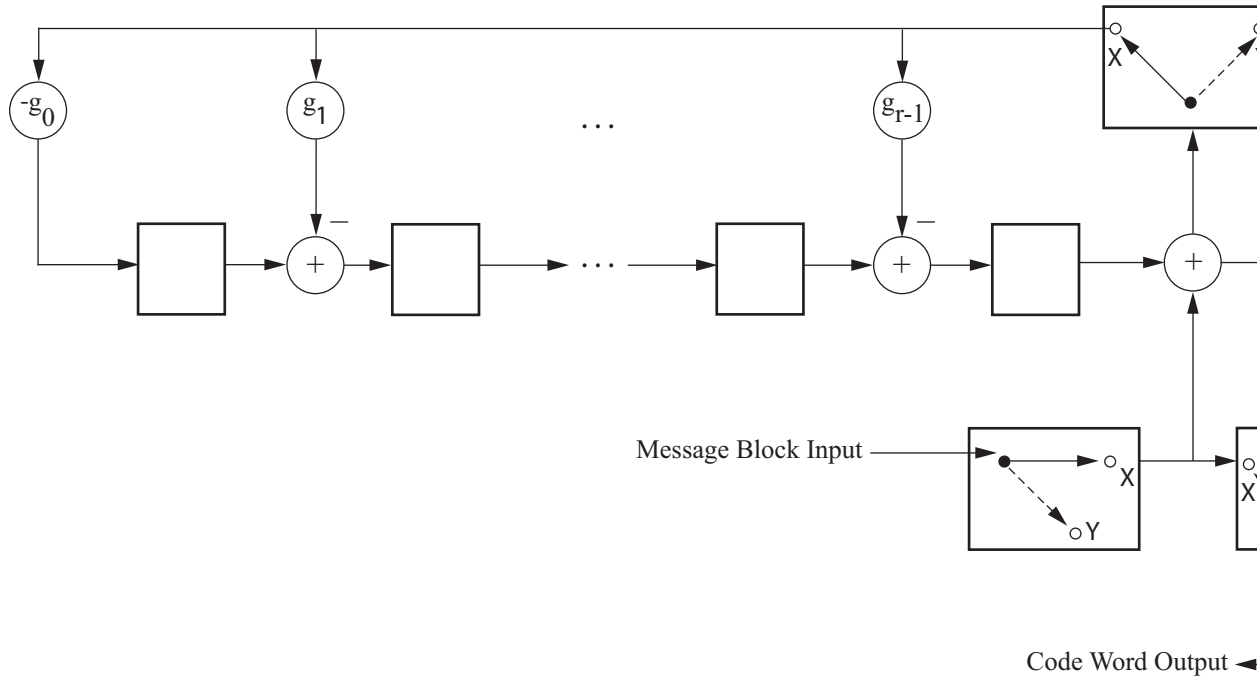 X
-g0
g1
...
gr-1
–
–
+
...
+
+
Message Block Input
X
Y
X
Code Word Output